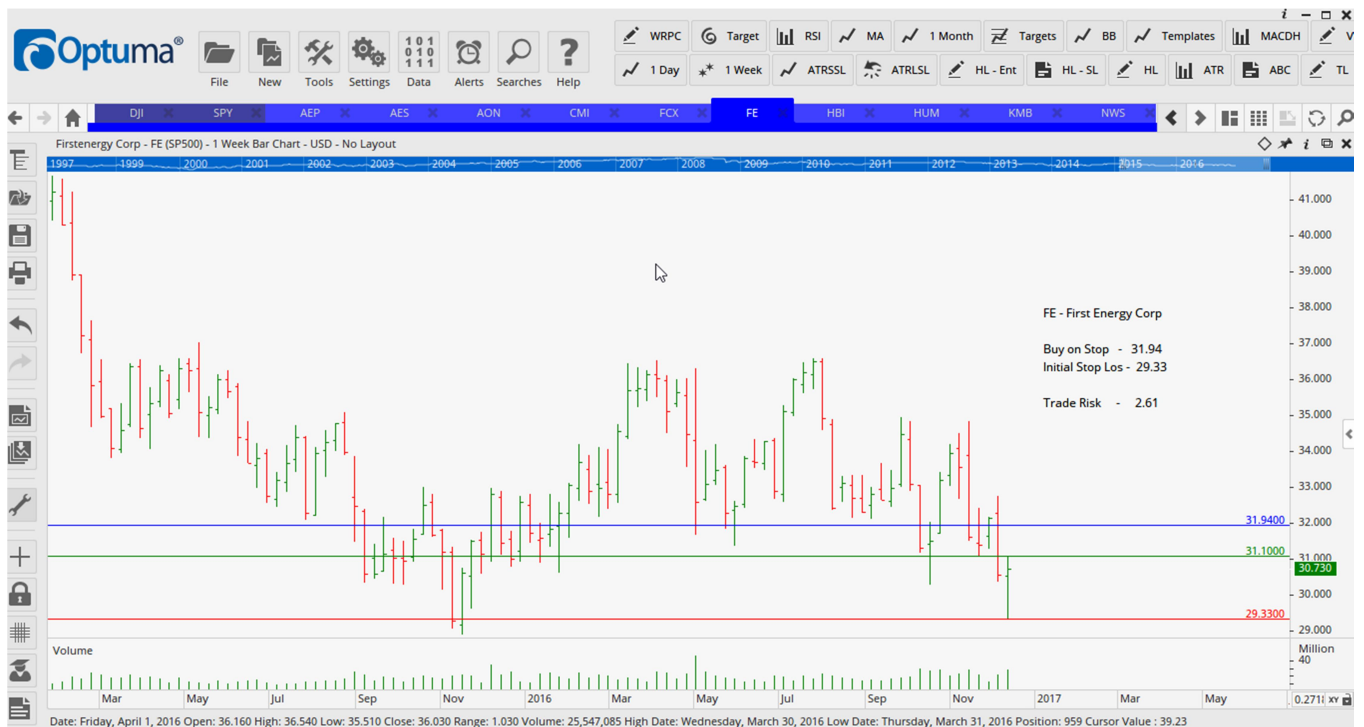 i
Optuma®
File New Tools Settings Data Alerts Searches Help
101
010
111
WRPC Target RSI MA 1 Month Targets BB Templates MACDH V
1 Day 1 Week ATRSSL ATRLSL HL - Ent HL - SL HL ATR ABC TL
DJI SPY AEP AES AON CMI FCX FE HBI HUM KMB NWS
Firstenergy Corp - FE (SP500) - 1 Week Bar Chart - USD - No Layout
i
1997 1999 2000 2001 2002 2003 2004 2005 2006 2007 2008 2009 2010 2011 2012 2013 2014 2015 2016
41.000
40.000
39.000
38.000
FE - First Energy Corp
37.000
Buy on Stop - 31.94
Initial Stop Los - 29.33
36.000
Trade Risk - 2.61
35.000
34.000
33.000
31.9400
32.000
31.1000
31.000
30.730
30.000
29.3300
29.000
Volume
Million
40
Mar May Jul Sep Nov 2016 Mar May Jul Sep Nov 2017 Mar May
0.271 XY
Date: Friday, April 1, 2016 Open: 36.160 High: 36.540 Low: 35.510 Close: 36.030 Range: 1.030 Volume: 25,547,085 High Date: Wednesday, March 30, 2016 Low Date: Thursday, March 31, 2016 Position: 959 Cursor Value : 39.23